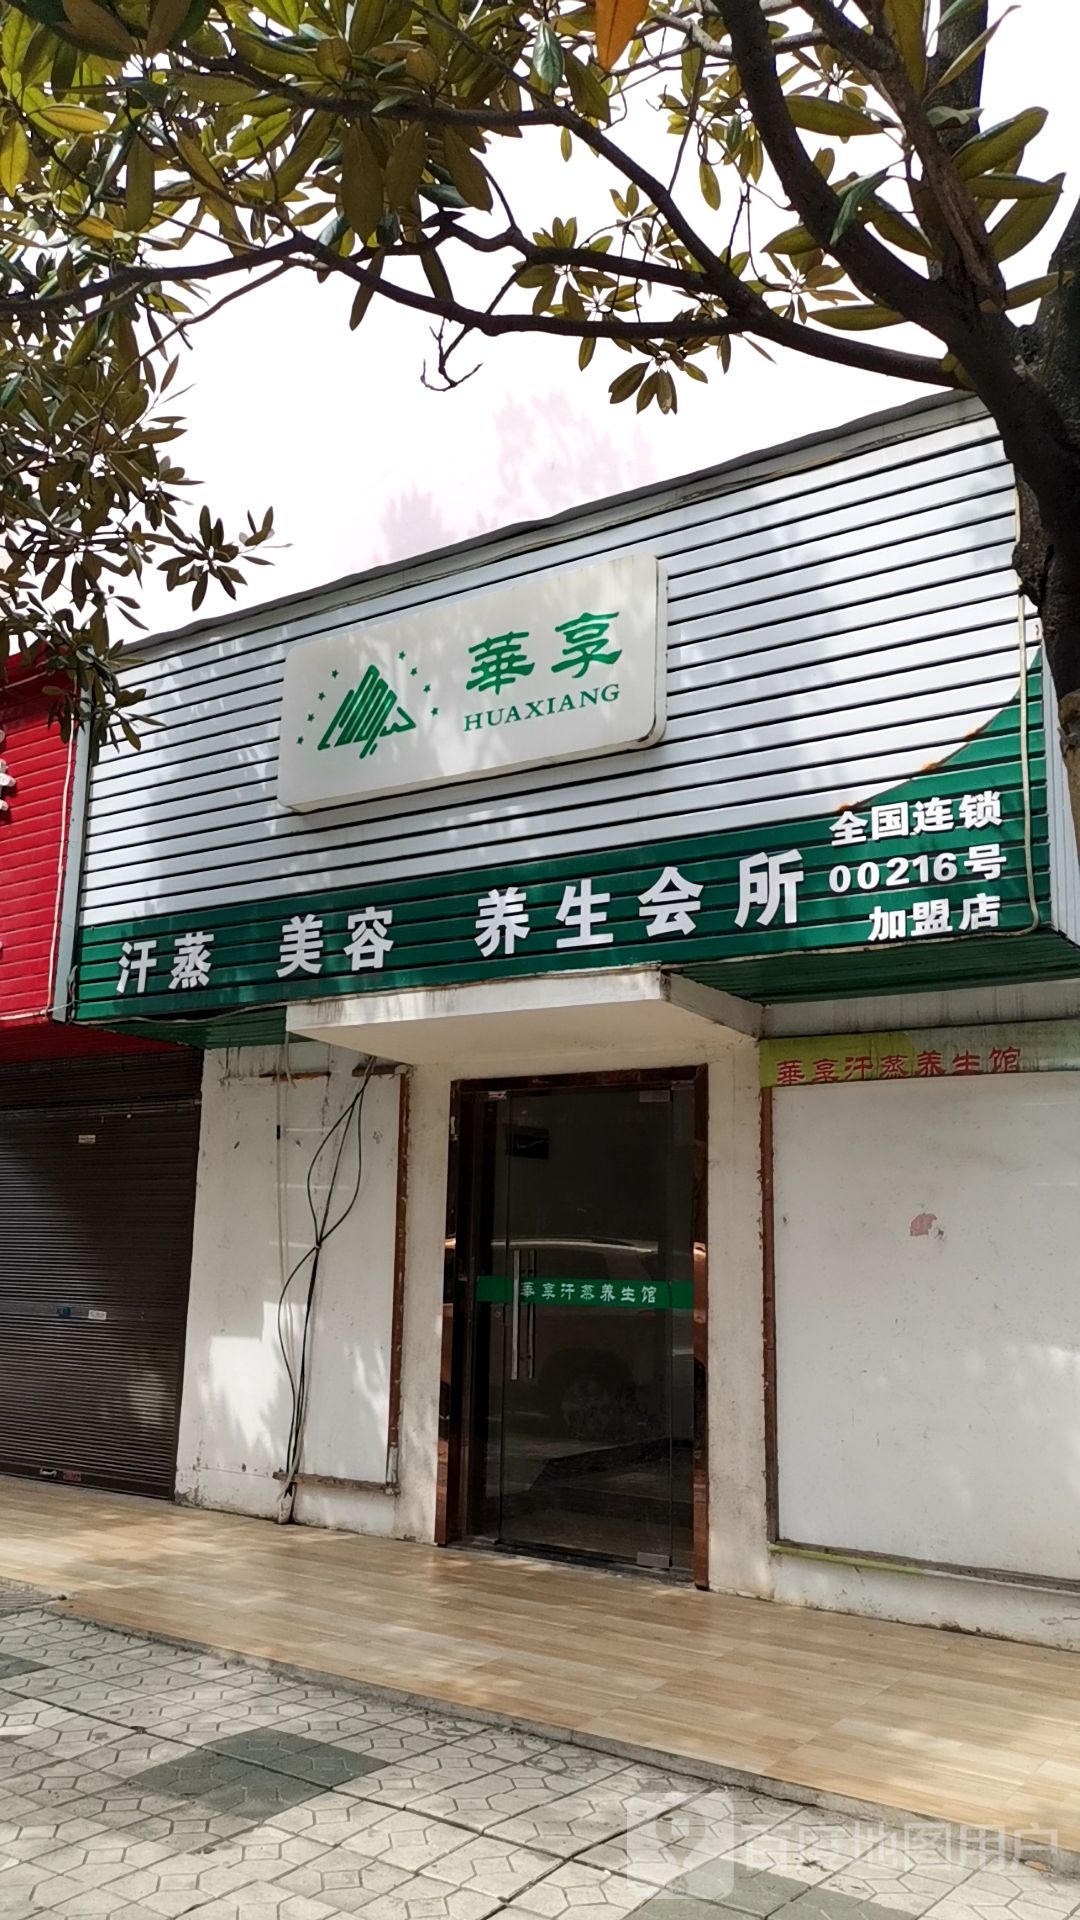 華享
HUAXIANG
全国连锁
00216号
加盟店
汗蒸 美容 养生会所
華享汗蒸养生馆
華享汗蒸养生馆
百度地图用户